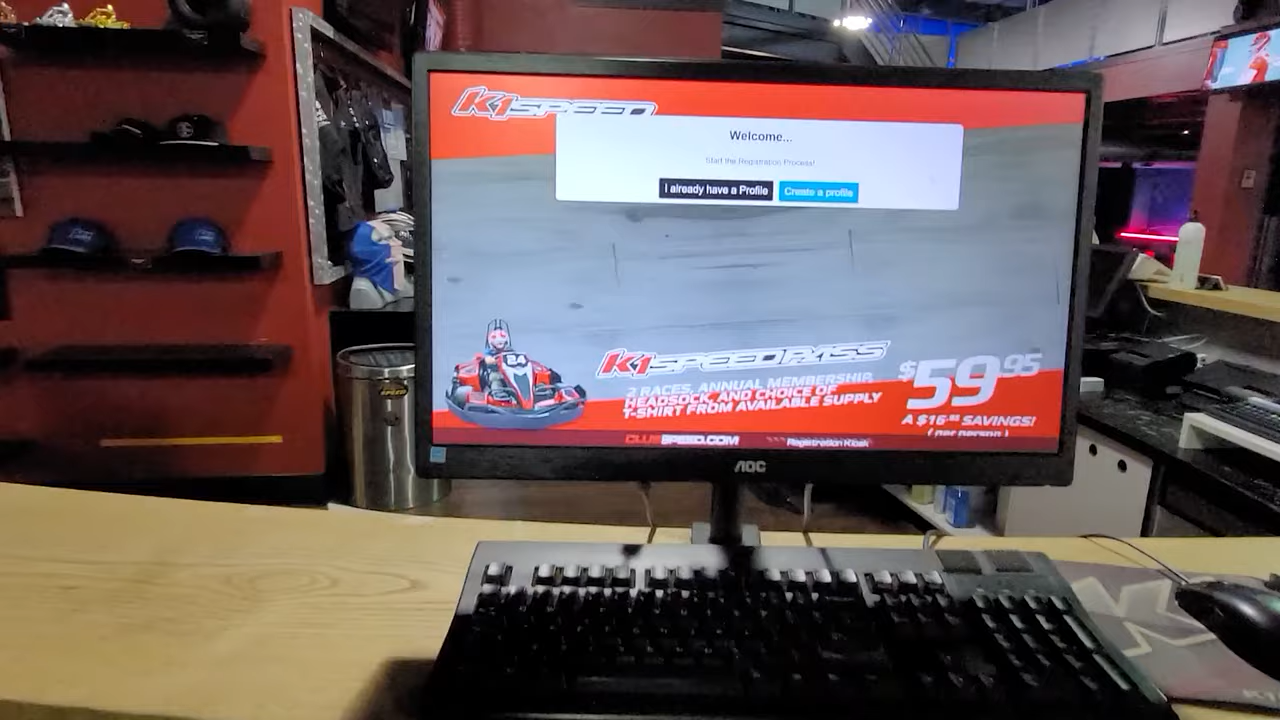 K1SPEED
Welcome...
Start the Registration Process!
I already have a Profile
Create a profile
K1SPEEDPASS
2 RACES, ANNUAL MEMBERSHIP,
HEADSOCK, AND CHOICE OF
T-SHIRT FROM AVAILABLE SUPPLY
$59.95
A $16 SAVINGS!
(per person)
84
CLUBSPEED.COM
Registration Kiosk
AOC